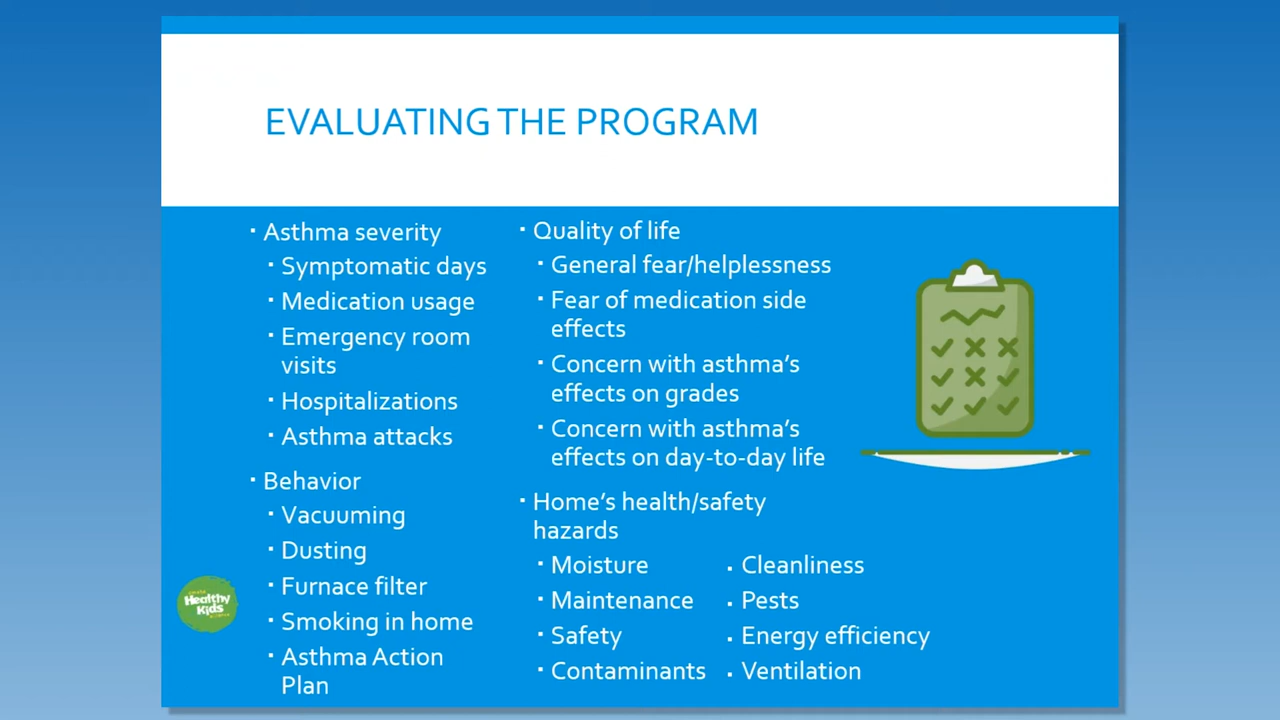 EVALUATING THE PROGRAM
▪ Asthma severity
▪ Symptomatic days
▪ Medication usage
▪ Emergency room
visits
▪ Hospitalizations
▪ Asthma attacks
▪ Behavior
▪ Vacuuming
▪ Dusting
▪ Furnace filter
▪ Smoking in home
▪ Asthma Action
Plan
▪ Quality of life
▪ General fear/helplessness
▪ Fear of medication side
effects
▪ Concern with asthma’s
effects on grades
▪ Concern with asthma’s
effects on day-to-day life
▪ Home’s health/safety
hazards
▪ Moisture
▪ Maintenance
▪ Safety
▪ Contaminants
▪ Cleanliness
▪ Pests
▪ Energy efficiency
▪ Ventilation
Healthy
Kids